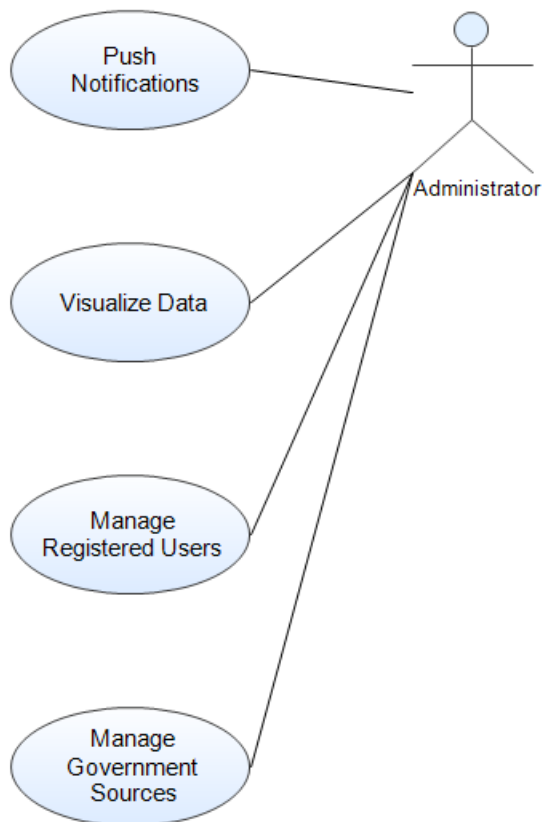 Push
Notifications
Administrator
Visualize Data
Manage
Registered Users
Manage
Government
Sources